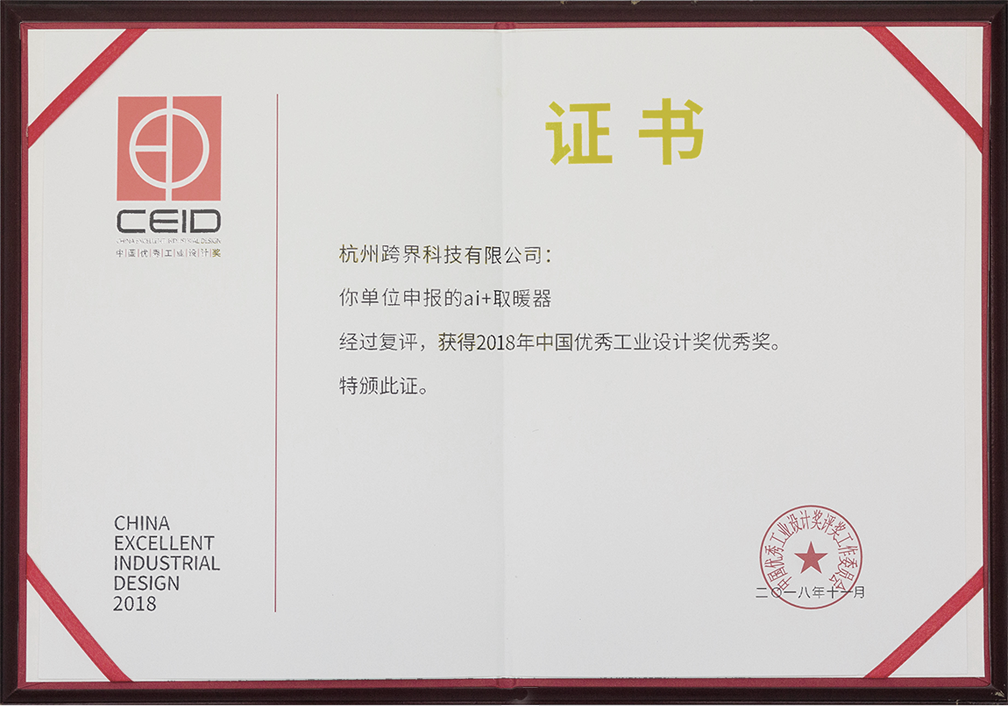 CEID
CHINA EXCELLENT INDUSTRIAL DESIGN
中国优秀工业设计奖
证书
杭州跨界科技有限公司：
你单位申报的ai+取暖器
经过复评，获得2018年中国优秀工业设计奖优秀奖。
特颁此证。
CHINA
EXCELLENT
INDUSTRIAL
DESIGN
2018
中国优秀工业设计奖评奖工作委员会
二〇一八年十一月